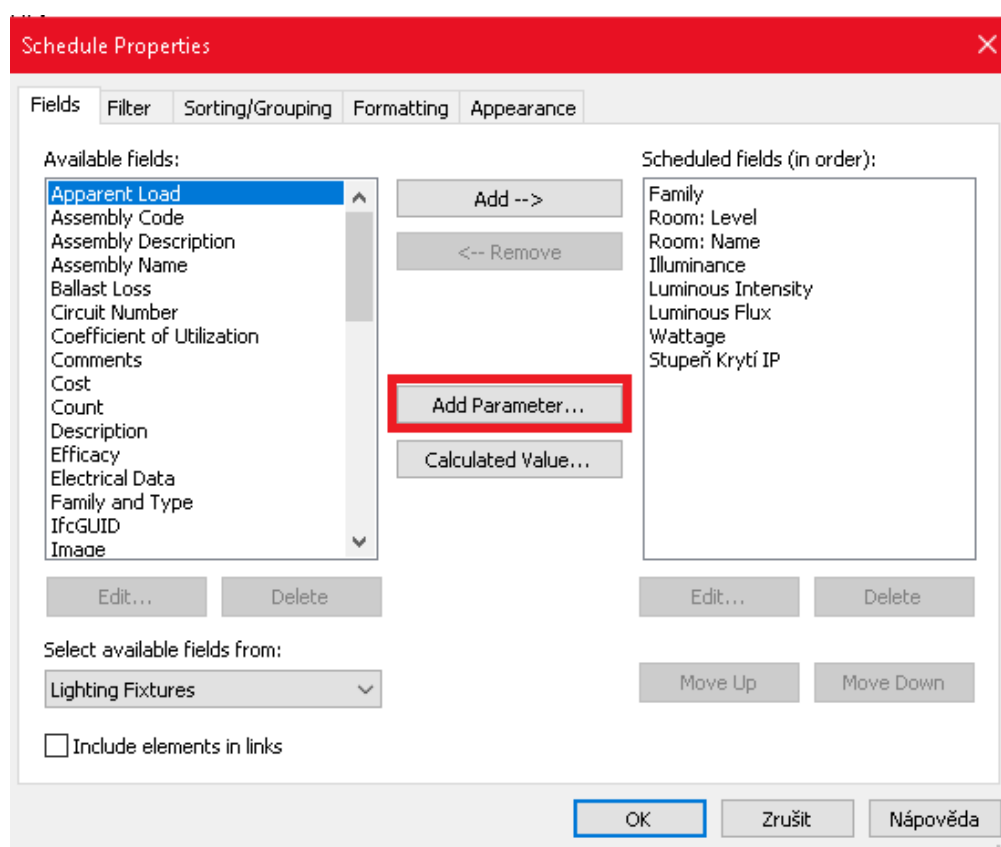 Schedule Properties
Fields Filter Sorting/Grouping Formatting Appearance
Available fields:
Apparent Load
Assembly Code
Assembly Description
Assembly Name
Ballast Loss
Circuit Number
Coefficient of Utilization
Comments
Cost
Count
Description
Efficacy
Electrical Data
Family and Type
IfcGUID
Image
Edit... Delete
Select available fields from:
Lighting Fixtures
Include elements in links
Add -->
<-- Remove
Add Parameter...
Calculated Value...
Scheduled fields (in order):
Family
Room: Level
Room: Name
Illuminance
Luminous Intensity
Luminous Flux
Wattage
Stupeň Krytí IP
Edit... Delete
Move Up Move Down
OK Zrušit Nápověda